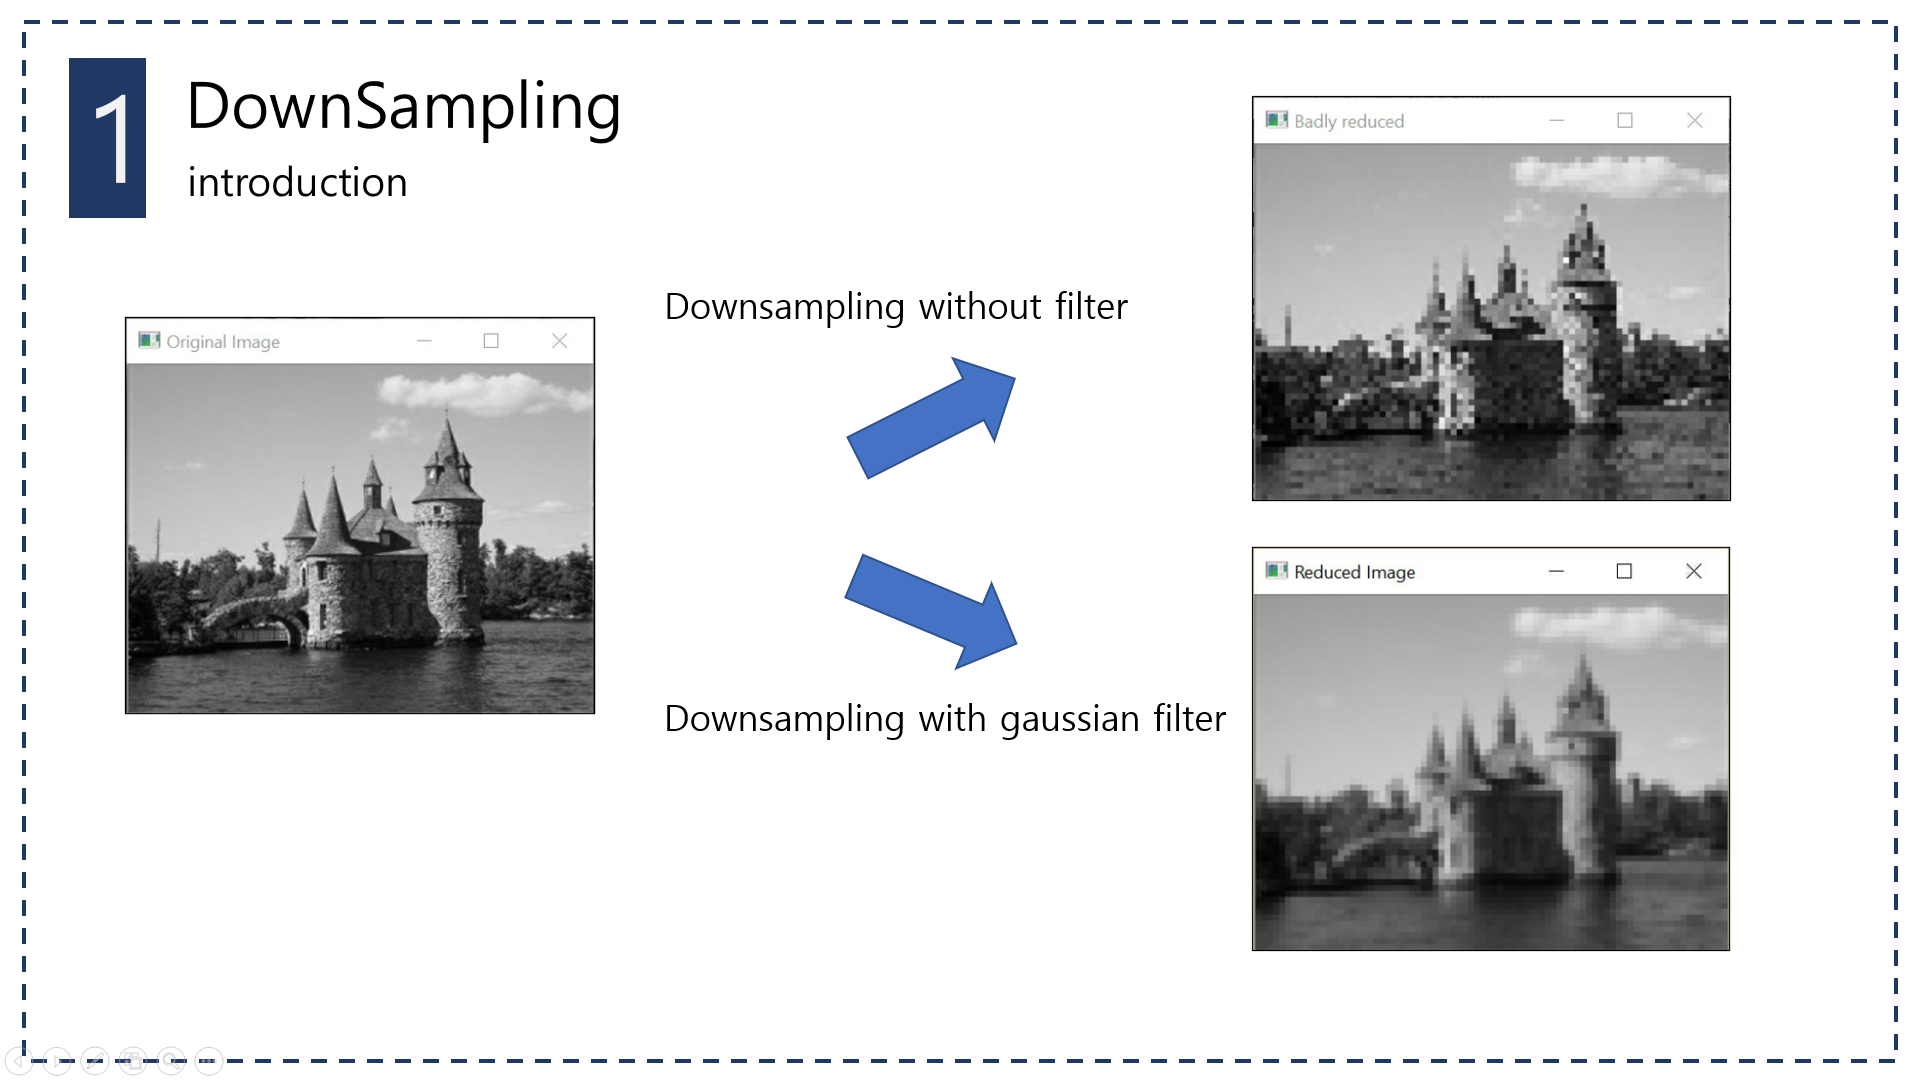 1
DownSampling
introduction
Original Image
Downsampling without filter
Downsampling with gaussian filter
Badly reduced
Reduced Image